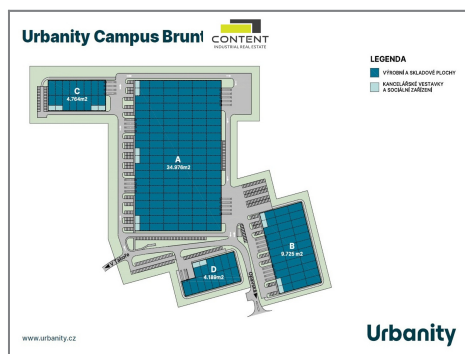 Urbanity Campus Brunt
CONTENT
INDUSTRIAL REAL ESTATE
LEGENDA
VÝROBNÍ A SKLADOVÉ PLOCHY
KANCELÁŘSKÉ VESTAVKY
A SOCIÁLNÍ ZAŘÍZENÍ
C
4.764m2
A
34.976m2
B
9.725 m2
D
4.189m2
www.urbanity.cz
Urbanity